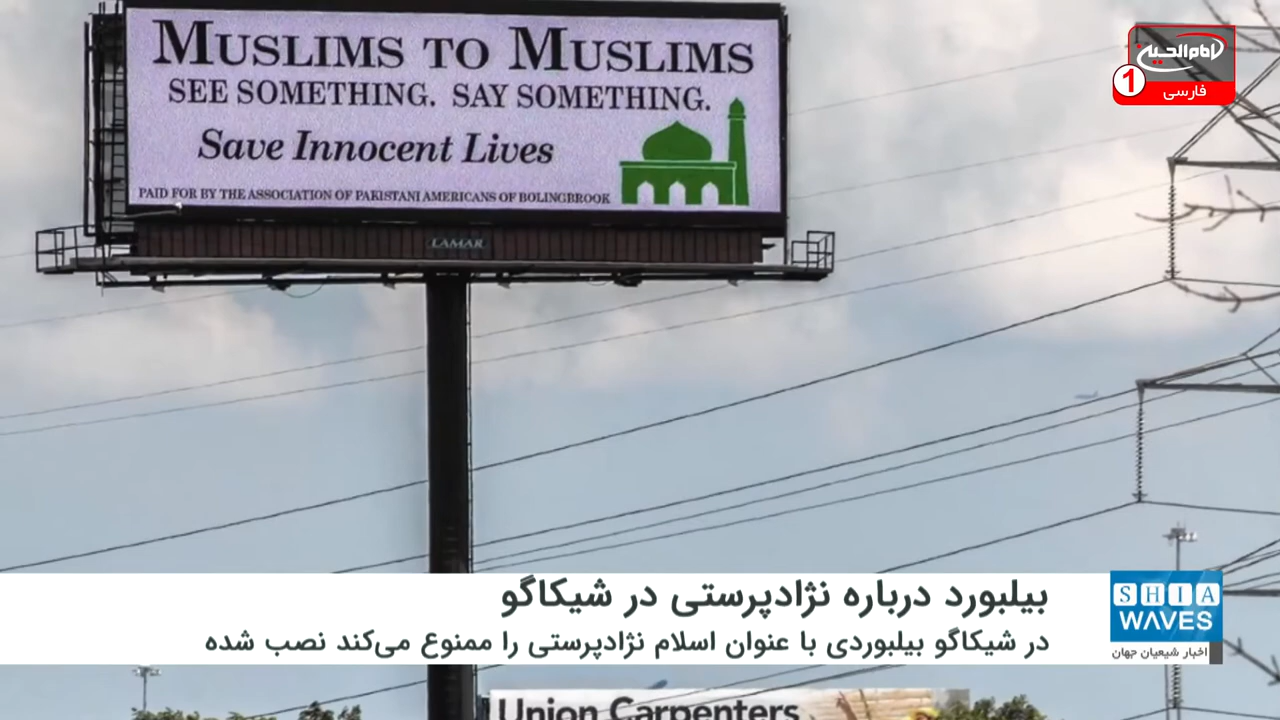 MUSLIMS TO MUSLIMS
SEE SOMETHING. SAY SOMETHING.
Save Innocent Lives
PAID FOR BY THE ASSOCIATION OF PAKISTANI AMERICANS OF BOLINGBROOK
LAMAR
امام‌الحسین
1
فارسی
بیلبورد درباره نژادپرستی در شیکاگو
در شیکاگو بیلبوردی با عنوان اسلام نژادپرستی را ممنوع می‌کند نصب شده
SHIA
WAVES
اخبار شیعیان جهان
Union Carpenters